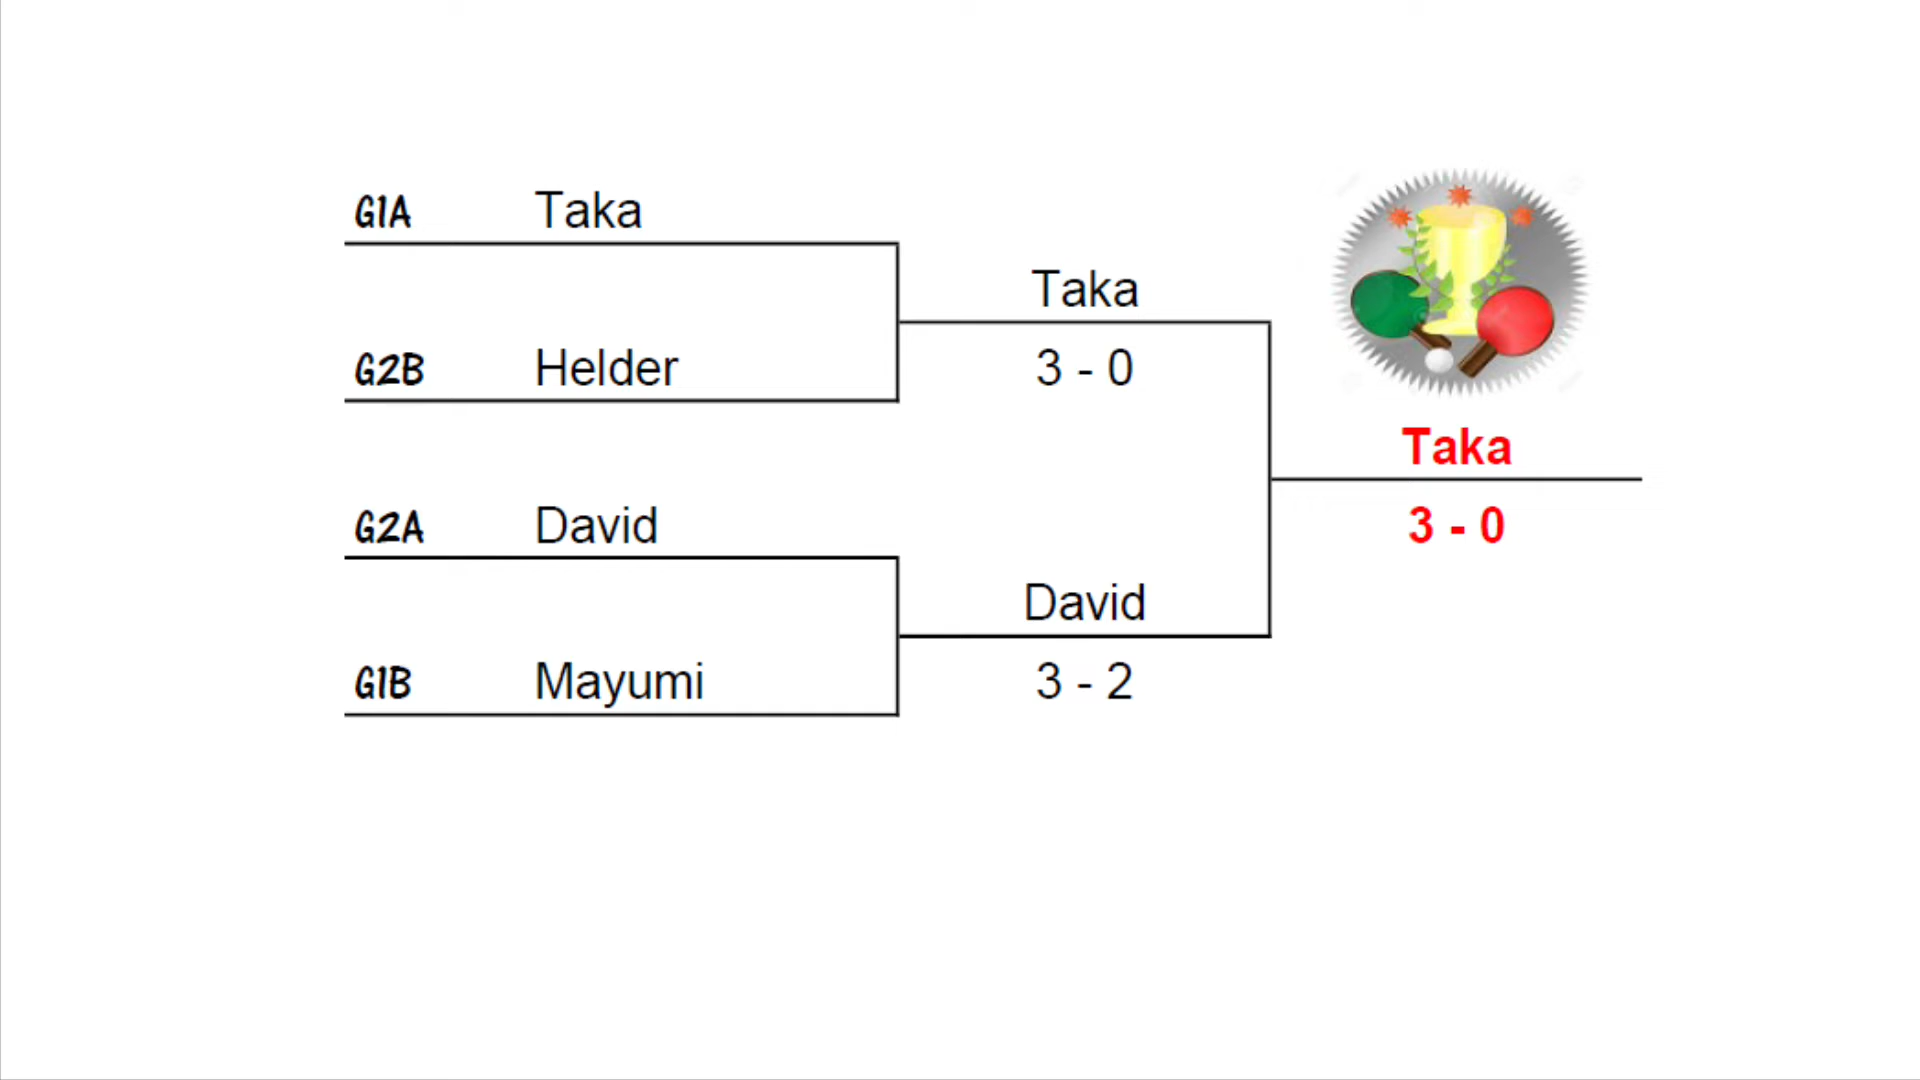 G1A Taka
Taka
G2B Helder
3 - 0
Taka
G2A David
3 - 0
David
G1B Mayumi
3 - 2